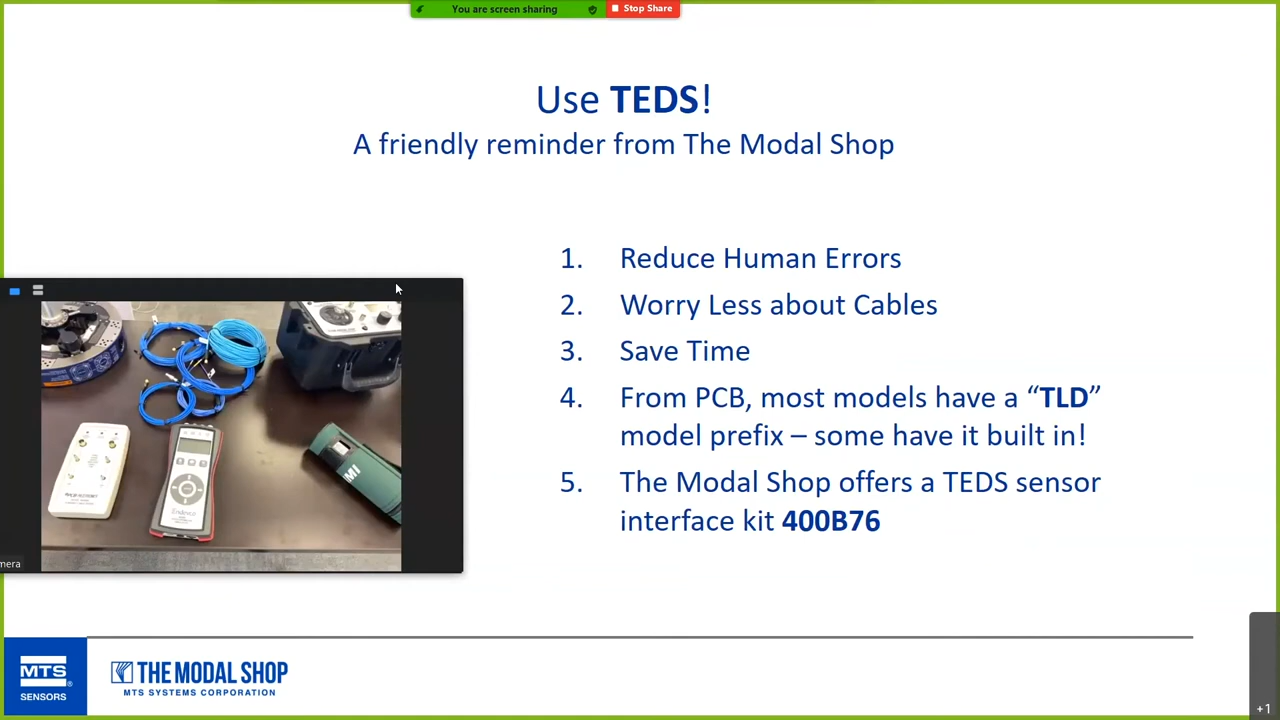 You are screen sharing
Stop Share
Use TEDS!
A friendly reminder from The Modal Shop
1. Reduce Human Errors
2. Worry Less about Cables
3. Save Time
4. From PCB, most models have a “TLD”
model prefix – some have it built in!
5. The Modal Shop offers a TEDS sensor
interface kit 400B76
MI
Endevco
mera
MTS
®
SENSORS
THE MODAL SHOP
MTS SYSTEMS CORPORATION
+1